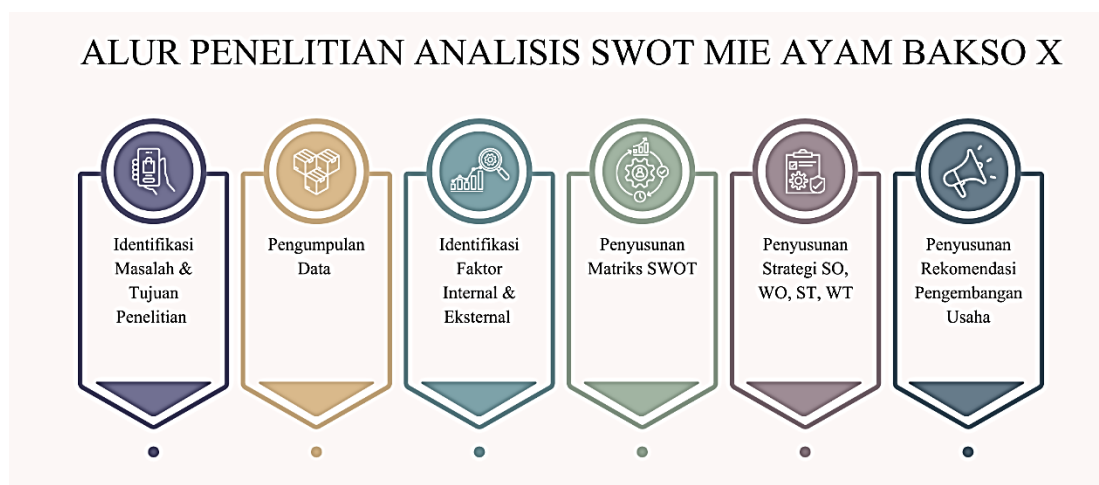 ALUR PENELITIAN ANALISIS SWOT MIE AYAM BAKSO X
Identifikasi
Masalah &
Tujuan
Penelitian
Pengumpulan
Data
Identifikasi
Faktor
Internal &
Eksternal
Penyusunan
Matriks SWOT
Penyusunan
Strategi SO,
WO, ST, WT
Penyusunan
Rekomendasi
Pengembangan
Usaha